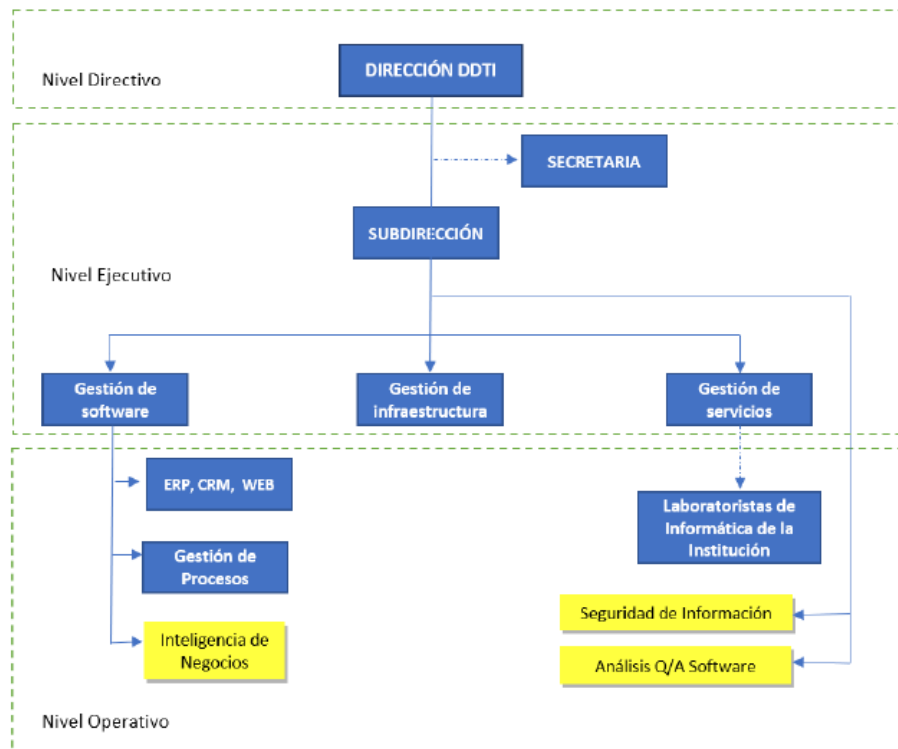 DIRECCIÓN DDTI
Nivel Directivo
SECRETARIA
SUBDIRECCIÓN
Nivel Ejecutivo
Gestión de
software
Gestión de
infraestructura
Gestión de
servicios
ERP, CRM, WEB
Gestión de
Procesos
Inteligencia de
Negocios
Laboratoristas de
Informática de la
Institución
Seguridad de Información
Análisis Q/A Software
Nivel Operativo